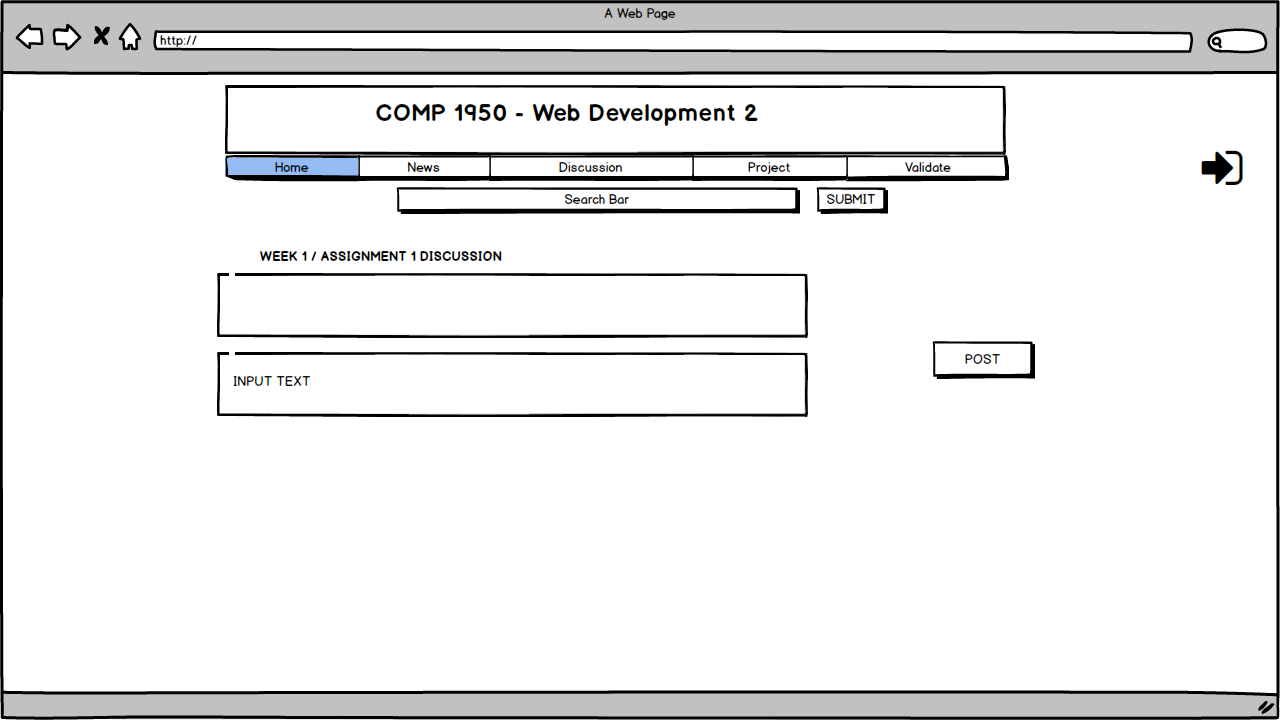 A Web Page
http://
COMP 1950 - Web Development 2
Home News Discussion Project Validate
Search Bar SUBMIT
WEEK 1 / ASSIGNMENT 1 DISCUSSION
POST
INPUT TEXT